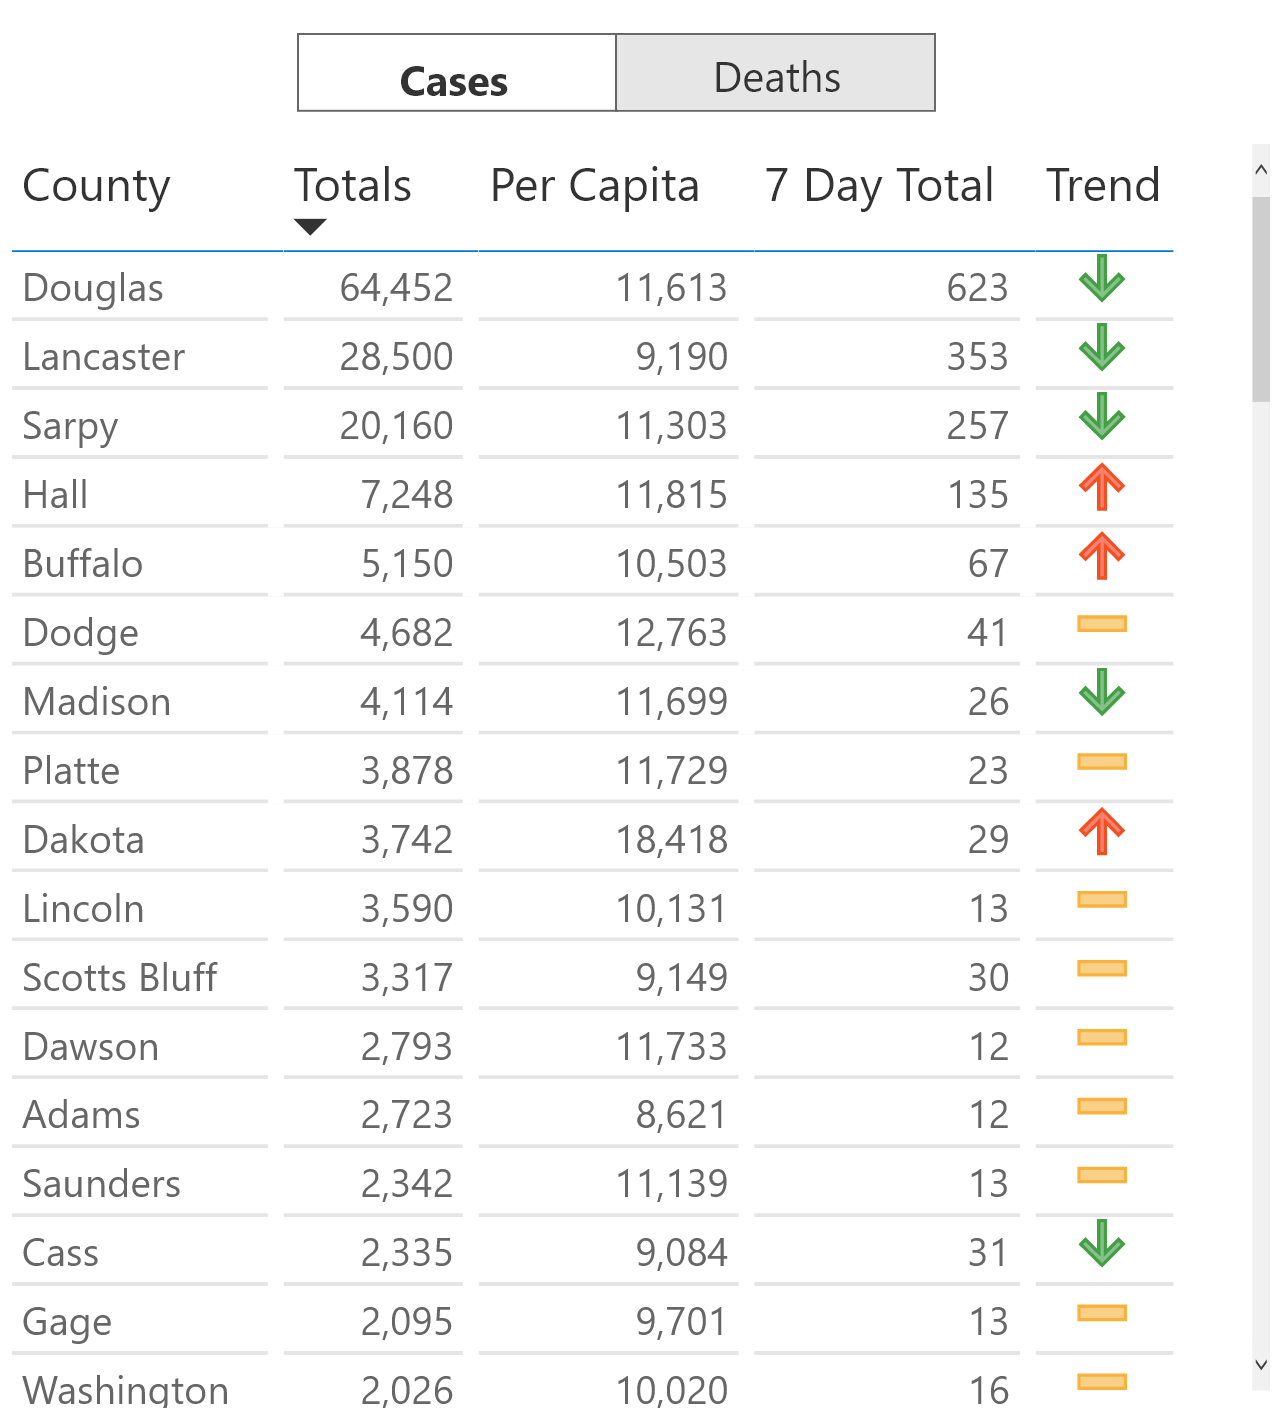 Cases Deaths
County Totals Per Capita 7 Day Total Trend
Douglas 64,452 11,613 623
Lancaster 28,500 9,190 353
Sarpy 20,160 11,303 257
Hall 7,248 11,815 135
Buffalo 5,150 10,503 67
Dodge 4,682 12,763 41
Madison 4,114 11,699 26
Platte 3,878 11,729 23
Dakota 3,742 18,418 29
Lincoln 3,590 10,131 13
Scotts Bluff 3,317 9,149 30
Dawson 2,793 11,733 12
Adams 2,723 8,621 12
Saunders 2,342 11,139 13
Cass 2,335 9,084 31
Gage 2,095 9,701 13
Washington 2,026 10,020 16